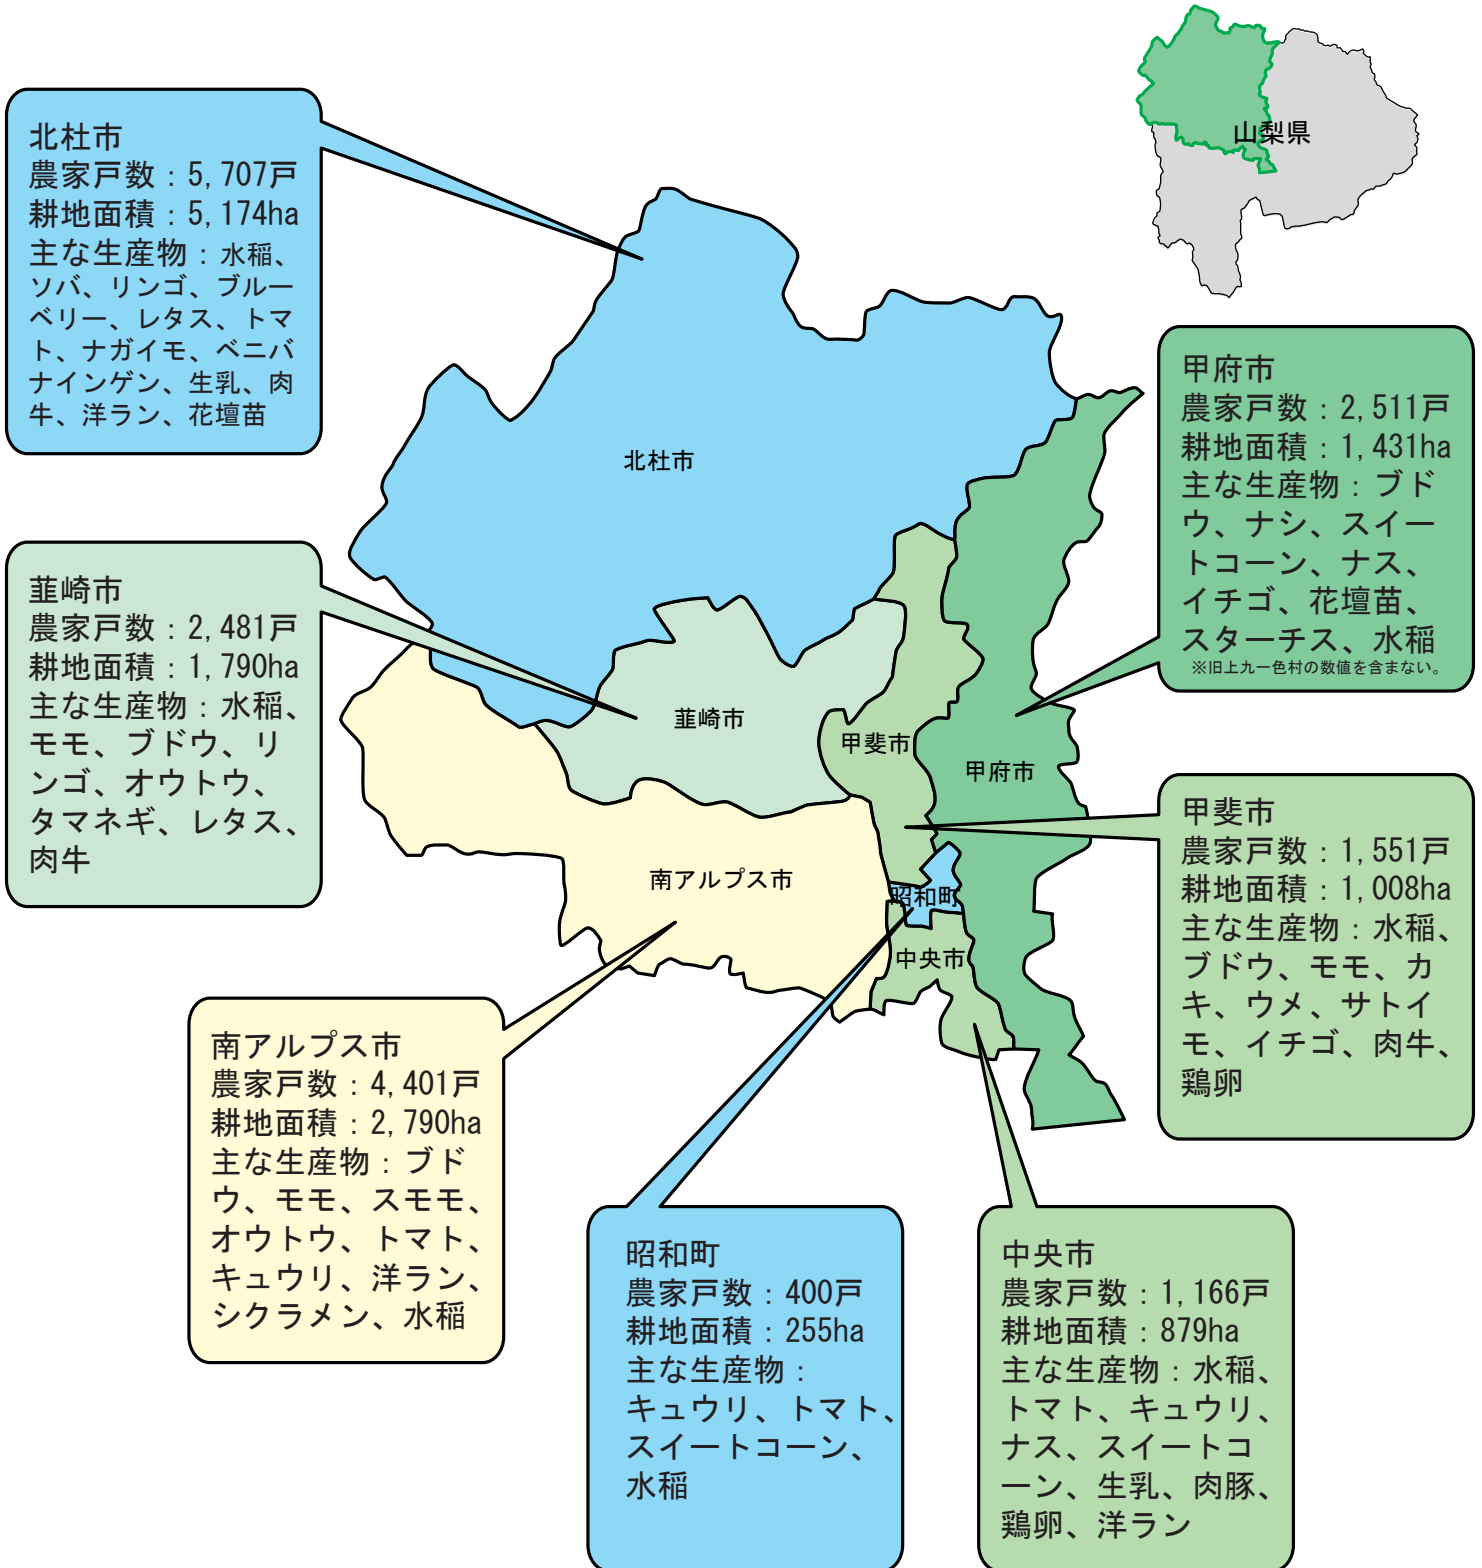 山梨県
北杜市
農家戸数：5,707戸
耕地面積：5,174ha
主な生産物：水稲、
ソバ、リンゴ、ブルー
ベリー、レタス、トマ
ト、ナガイモ、ベニバ
ナインゲン、生乳、肉
牛、洋ラン、花壇苗
甲府市
農家戸数：2,511戸
耕地面積：1,431ha
主な生産物：ブド
ウ、ナシ、スイー
トコーン、ナス、
イチゴ、花壇苗、
スターチス、水稲
※旧上九一色村の数値を含まない。
北杜市
韮崎市
農家戸数：2,481戸
耕地面積：1,790ha
主な生産物：水稲、
モモ、ブドウ、リ
ンゴ、オウトウ、
タマネギ、レタス、
肉牛
韮崎市
甲斐市
甲府市
甲斐市
農家戸数：1,551戸
耕地面積：1,008ha
主な生産物：水稲、
ブドウ、モモ、カ
キ、ウメ、サトイ
モ、イチゴ、肉牛、
鶏卵
南アルプス市
昭和町
中央市
南アルプス市
農家戸数：4,401戸
耕地面積：2,790ha
主な生産物：ブド
ウ、モモ、スモモ、
オウトウ、トマト、
キュウリ、洋ラン、
シクラメン、水稲
昭和町
農家戸数：400戸
耕地面積：255ha
主な生産物：
キュウリ、トマト、
スイートコーン、
水稲
中央市
農家戸数：1,166戸
耕地面積：879ha
主な生産物：水稲、
トマト、キュウリ、
ナス、スイートコ
ーン、生乳、肉豚、
鶏卵、洋ラン